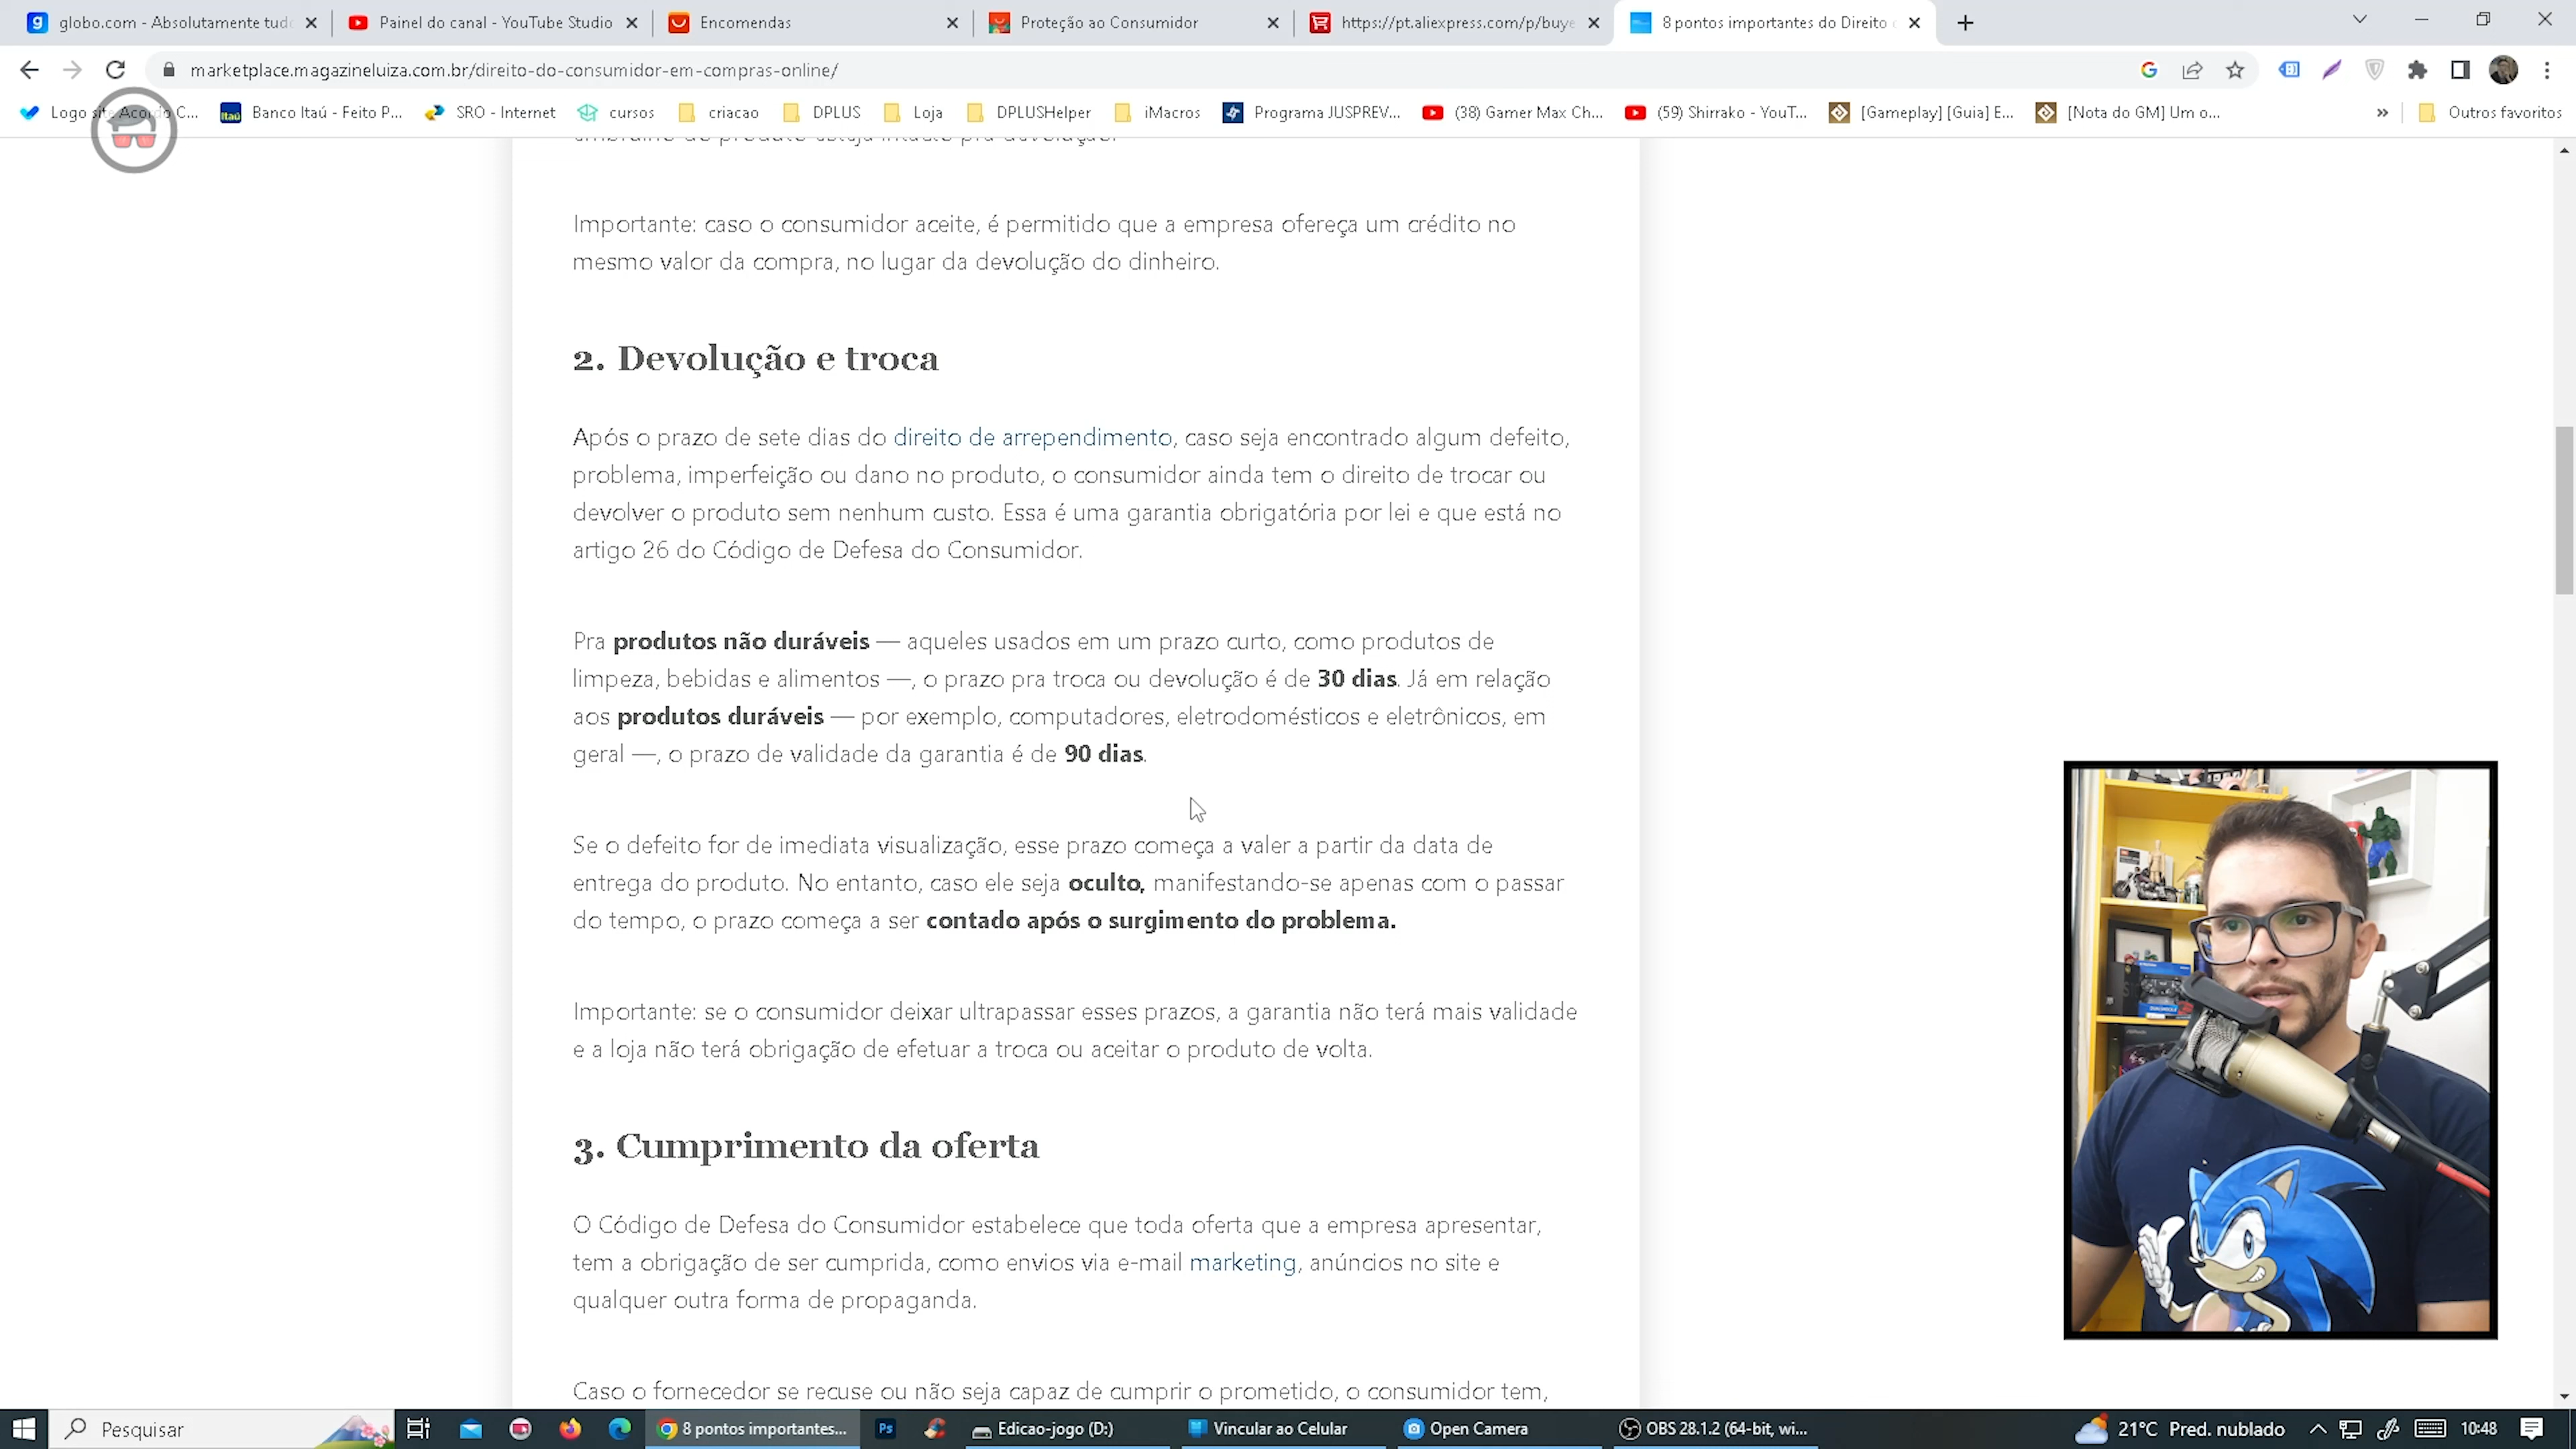 globo.com - Absolutamente tud
Painel do canal - YouTube Studio
Encomendas
Proteção ao Consumidor
https://pt.aliexpress.com/p/buye
8 pontos importantes do Direito
marketplace.magazineluiza.com.br/direito-do-consumidor-em-compras-online/
Logo site Acordo C...
Banco Itaú - Feito P...
SRO - Internet
cursos
criacao
DPLUS
Loja
DPLUSHelper
iMacros
Programa JUSPREV...
(38) Gamer Max Ch...
(59) Shirrako - YouT...
[Gameplay] [Guia] E...
[Nota do GM] Um o...
»
Outros favoritos
Importante: caso o consumidor aceite, é permitido que a empresa ofereça um crédito no
mesmo valor da compra, no lugar da devolução do dinheiro.
2. Devolução e troca
Após o prazo de sete dias do direito de arrependimento, caso seja encontrado algum defeito,
problema, imperfeição ou dano no produto, o consumidor ainda tem o direito de trocar ou
devolver o produto sem nenhum custo. Essa é uma garantia obrigatória por lei e que está no
artigo 26 do Código de Defesa do Consumidor.
Pra produtos não duráveis — aqueles usados em um prazo curto, como produtos de
limpeza, bebidas e alimentos —, o prazo pra troca ou devolução é de 30 dias. Já em relação
aos produtos duráveis — por exemplo, computadores, eletrodomésticos e eletrônicos, em
geral —, o prazo de validade da garantia é de 90 dias.
Se o defeito for de imediata visualização, esse prazo começa a valer a partir da data de
entrega do produto. No entanto, caso ele seja oculto, manifestando-se apenas com o passar
do tempo, o prazo começa a ser contado após o surgimento do problema.
Importante: se o consumidor deixar ultrapassar esses prazos, a garantia não terá mais validade
e a loja não terá obrigação de efetuar a troca ou aceitar o produto de volta.
3. Cumprimento da oferta
O Código de Defesa do Consumidor estabelece que toda oferta que a empresa apresentar,
tem a obrigação de ser cumprida, como envios via e-mail marketing, anúncios no site e
qualquer outra forma de propaganda.
Caso o fornecedor se recuse ou não seja capaz de cumprir o prometido, o consumidor tem,
Pesquisar
8 pontos importantes...
Ps
Edicao-jogo (D:)
Vincular ao Celular
Open Camera
OBS 28.1.2 (64-bit, wi...
21°C Pred. nublado
10:48